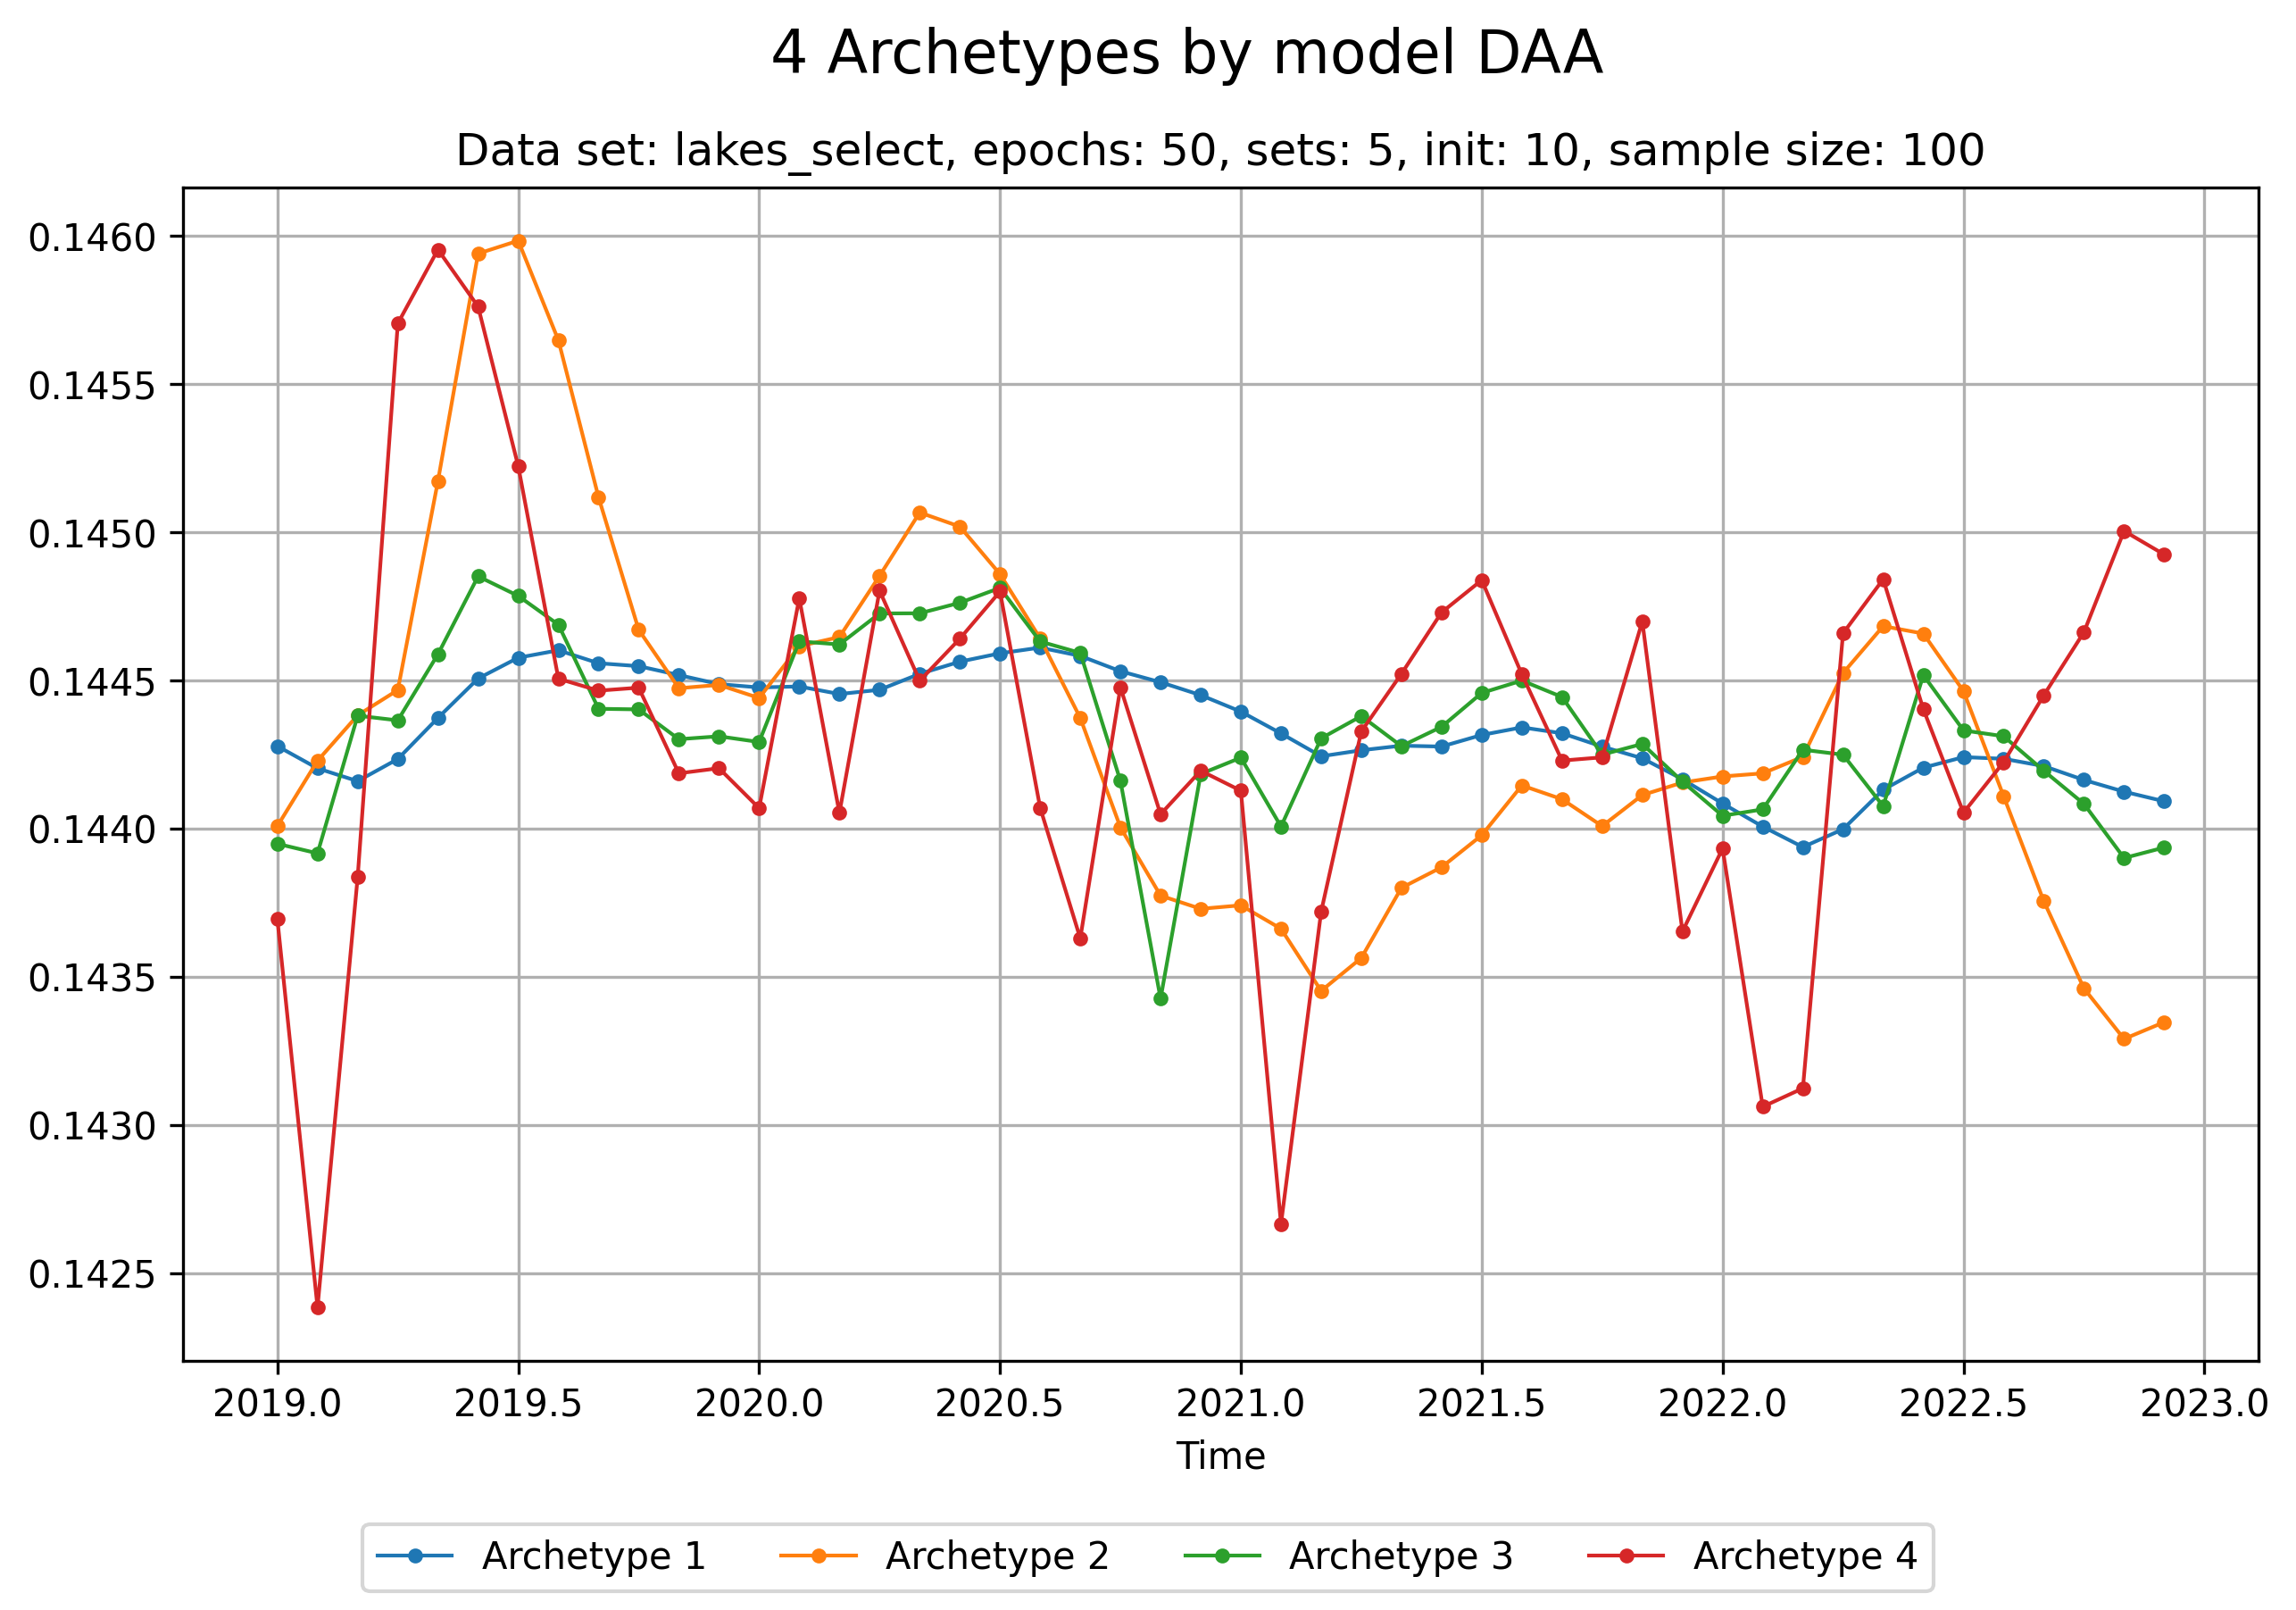 4 Archetypes by model DAA
Data set: lakes_select, epochs: 50, sets: 5, init: 10, sample size: 100
0.1460
0.1455
0.1450
0.1445
0.1440
0.1435
0.1430
0.1425
2019.0 2019.5 2020.0 2020.5 2021.0 2021.5 2022.0 2022.5 2023.0
Time
Archetype 1 Archetype 2 Archetype 3 Archetype 4